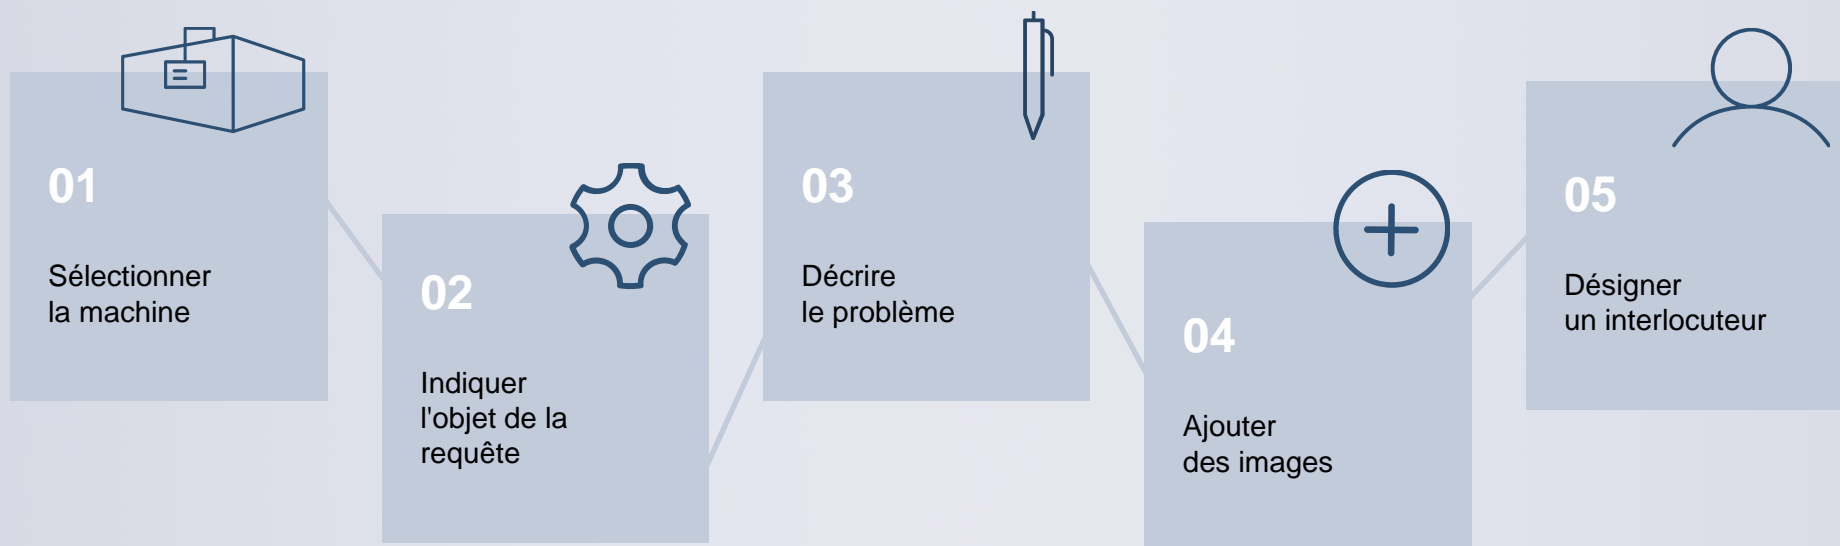 01
Sélectionner
la machine
02
Indiquer
l'objet de la
requête
03
Décrire
le problème
04
Ajouter
des images
05
Désigner
un interlocuteur